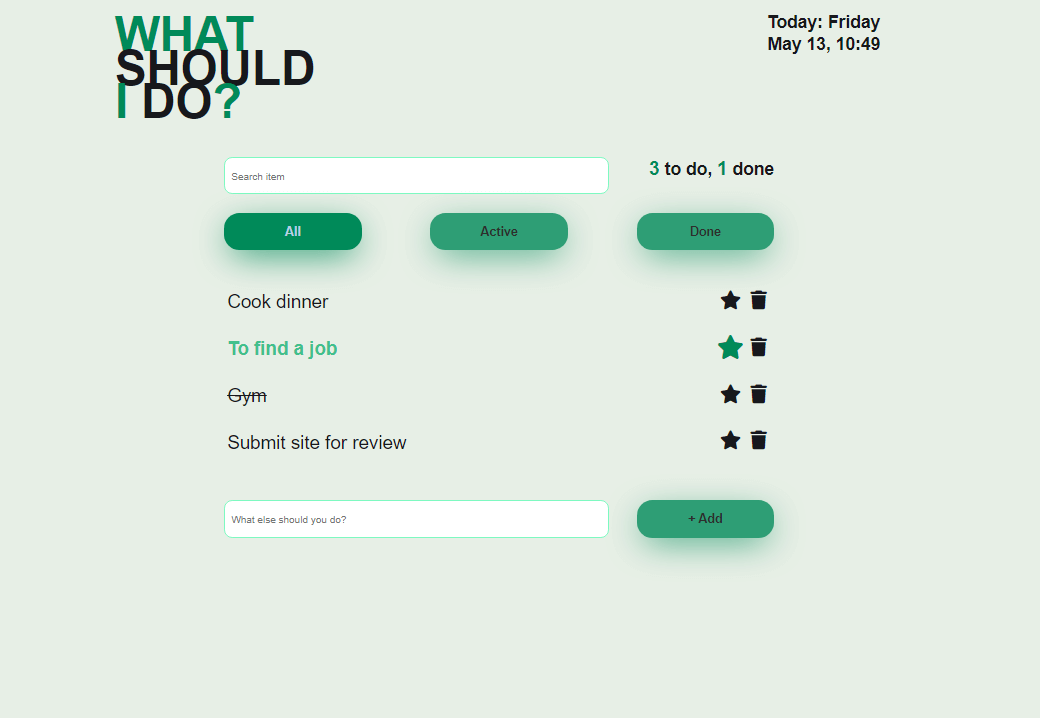 WHAT
SHOULD
I DO?
Today: Friday
May 13, 10:49
Search item
3 to do, 1 done
All
Active
Done
Cook dinner
To find a job
Gym
Submit site for review
What else should you do?
+ Add